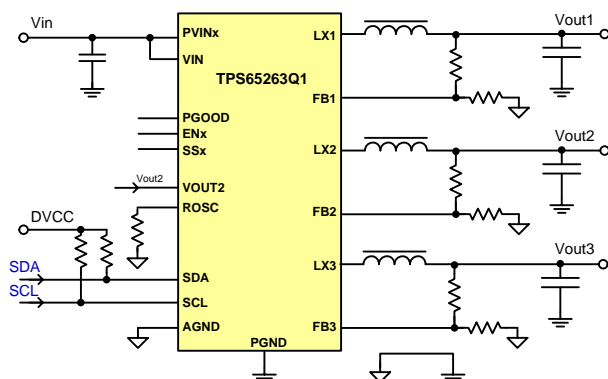 Vin
PVINx
LX1
Vout1
VIN
TPS65263Q1
FB1
PGOOD
ENx
SSx
LX2
Vout2
Vout2
VOUT2
ROSC
FB2
DVCC
LX3
Vout3
SDA
SDA
SCL
SCL
AGND
FB3
PGND